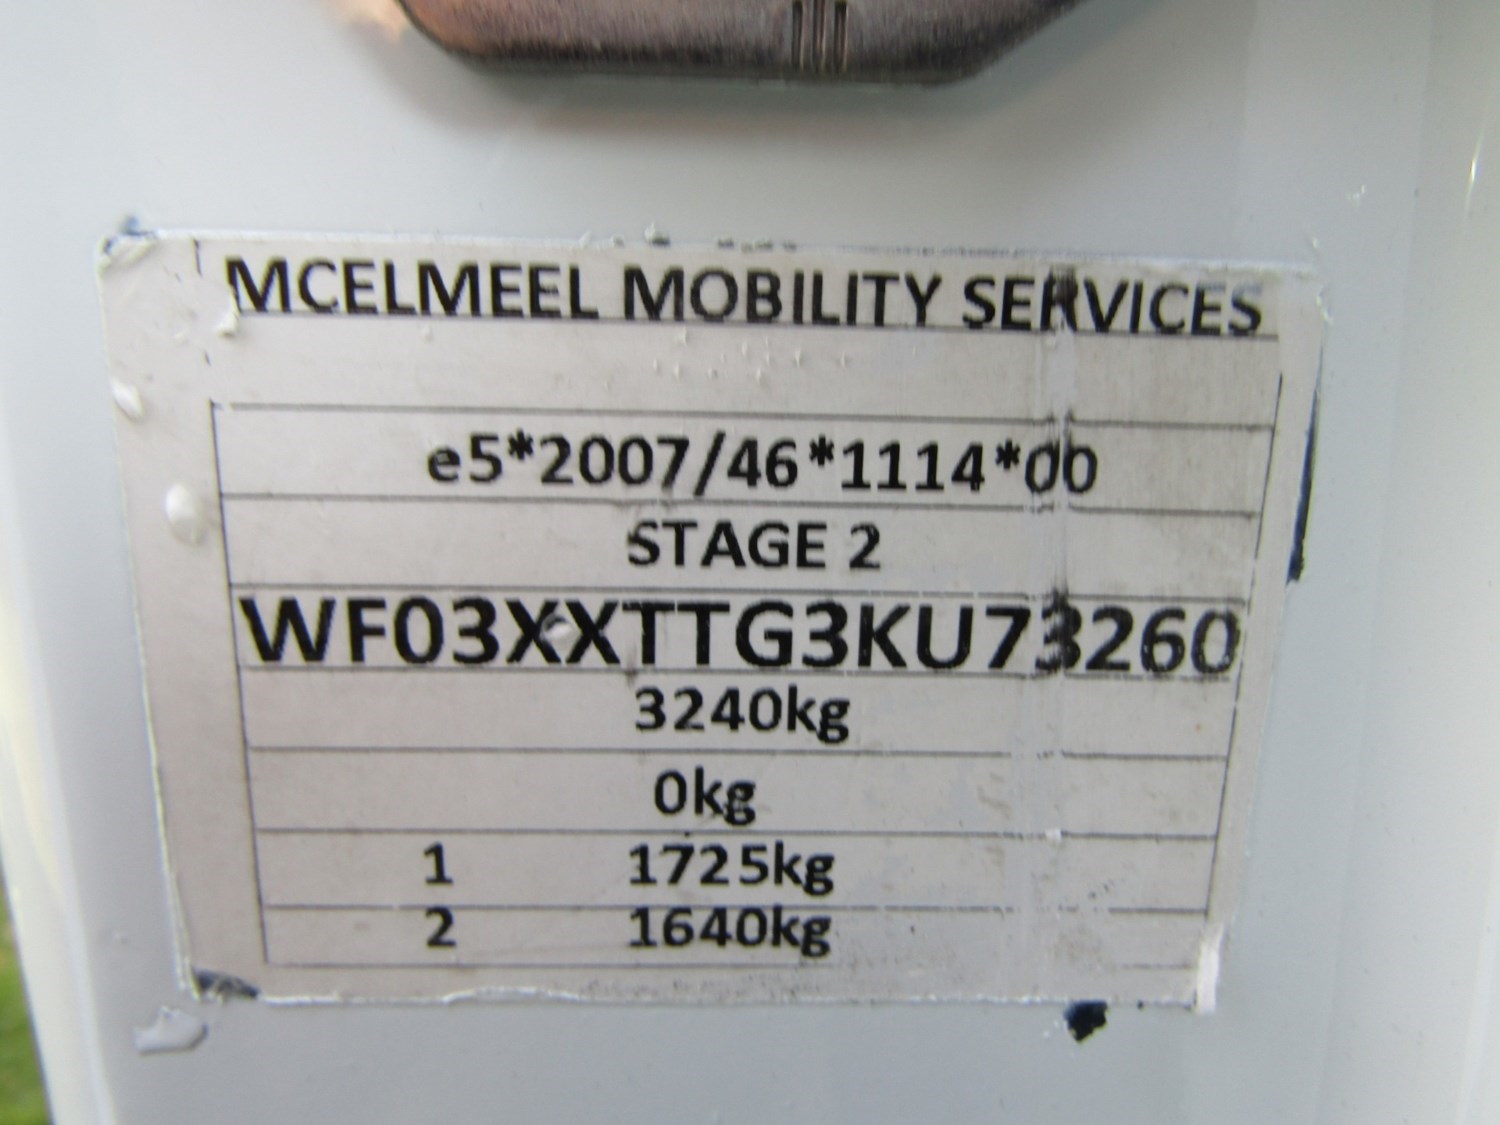 MCELMEEL MOBILITY SERVICES
e5*2007/46*1114*00
STAGE 2
WF03XXTTG3KU73260
3240kg
0kg
1 1725kg
2 1640kg